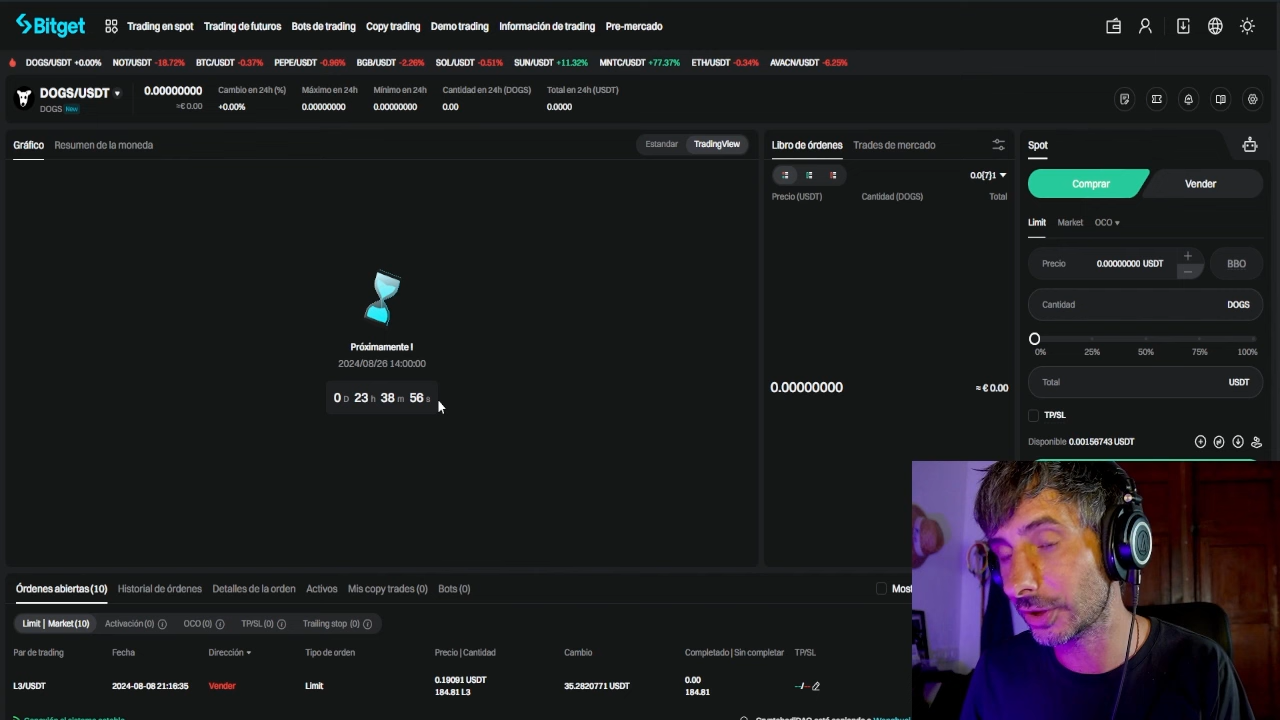 Bitget Trading en spot Trading de futuros Bots de trading Copy trading Demo trading Información de trading Pre-mercado
DOGS/USDT +0.00% NOT/USDT -18.72% BTC/USDT -0.37% PEPE/USDT -0.96% BGB/USDT -2.26% SOL/USDT -0.51% SUN/USDT +11.32% MNTC/USDT +77.37% ETH/USDT -0.34% AVACN/USDT -6.25%
DOGS/USDT 0.00000000 Cambio en 24h (%) Máximo en 24h Mínimo en 24h Cantidad en 24h (DOGS) Total en 24h (USDT)
DOGS New ≈€ 0.00 +0.00% 0.00000000 0.00000000 0.00 0.0000
Gráfico Resumen de la moneda Estandar TradingView Libro de órdenes Trades de mercado Spot
0.0{7}1
Comprar Vender
Precio (USDT) Cantidad (DOGS) Total
Limit Market OCO
Precio 0.00000000 USDT + − BBO
Cantidad DOGS
0% 25% 50% 75% 100%
Próximamente !
2024/08/26 14:00:00
0 D 23 h 38 m 56 s
0.00000000 ≈ € 0.00
Total USDT
TP/SL
Disponible 0.00156743 USDT
Órdenes abiertas (10) Historial de órdenes Detalles de la orden Activos Mis copy trades (0) Bots (0) Most
Limit | Market (10) Activación (0) OCO (0) TP/SL (0) Trailing stop (0)
Par de trading Fecha Dirección Tipo de orden Precio | Cantidad Cambio Completado | Sin completar TP/SL
L3/USDT 2024-08-08 21:16:35 Vender Limit 0.19091 USDT 35.2820771 USDT 0.00 --/--
184.81 L3 184.81